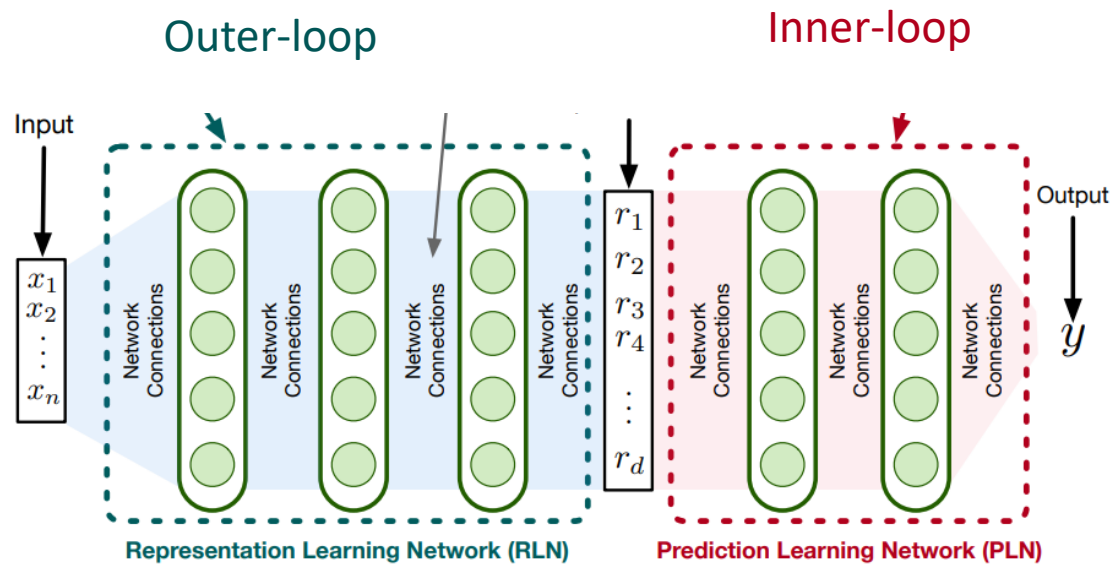 Outer-loop
Inner-loop
Input
x1
x2
⋮
xn
Network
Connections
Network
Connections
Network
Connections
Network
Connections
r1
r2
r3
r4
⋮
rd
Network
Connections
Network
Connections
Network
Connections
Output
y
Representation Learning Network (RLN)
Prediction Learning Network (PLN)